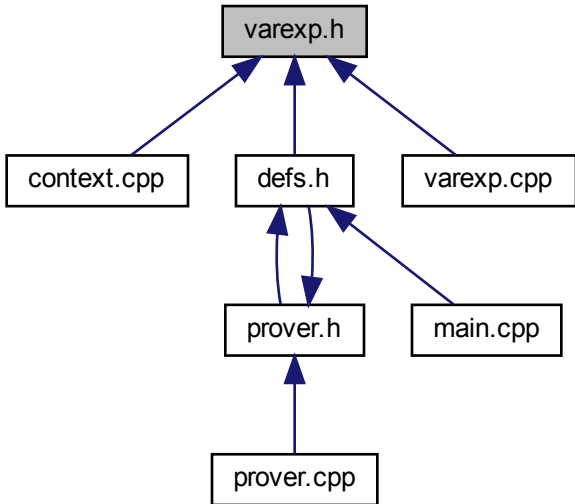 varexp.h
context.cpp
defs.h
varexp.cpp
prover.h
main.cpp
prover.cpp